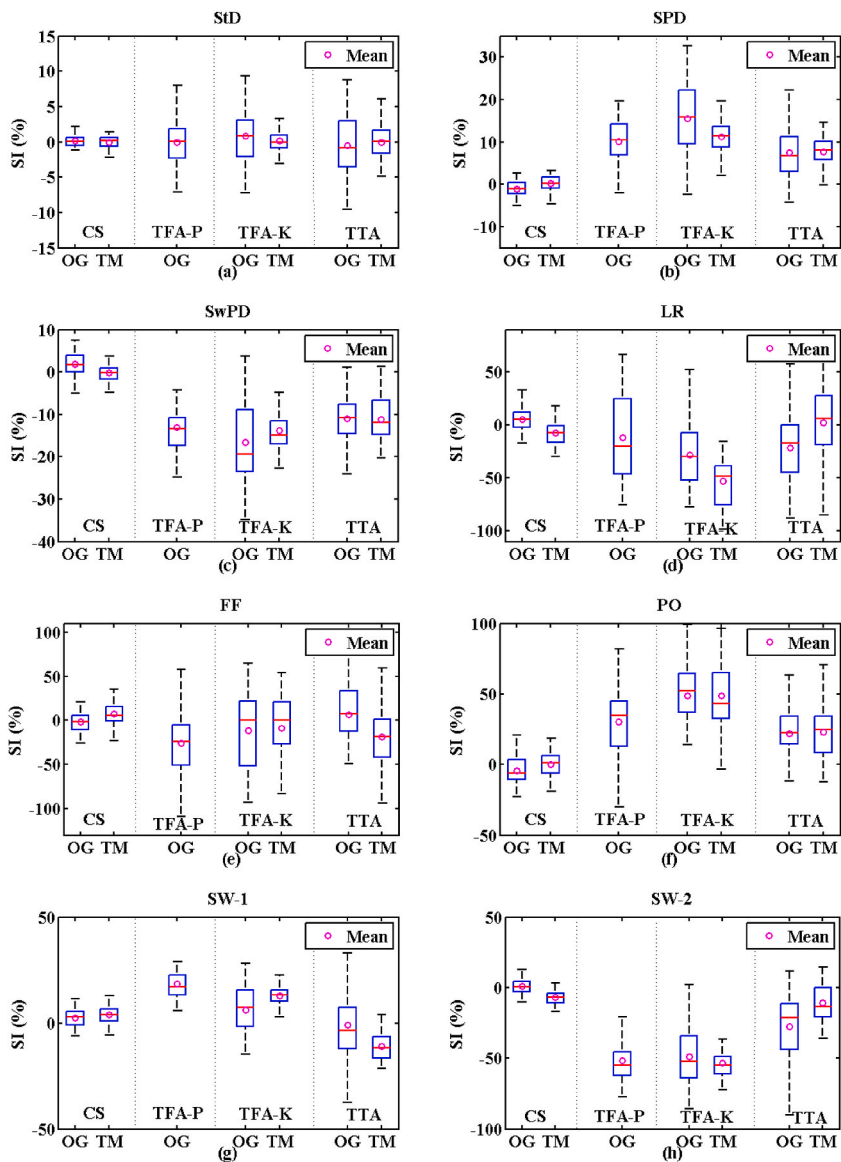 StD
SPD
15
10
5
0
-5
-10
-15
SI (%)
Mean
CS TFA-P TFA-K TTA
OG TM OG OG TM OG TM
(a)
30
20
10
0
-10
SI (%)
Mean
CS TFA-P TFA-K TTA
OG TM OG OG TM OG TM
(b)
SwPD
LR
10
0
-10
-20
-30
-40
SI (%)
Mean
CS TFA-P TFA-K TTA
OG TM OG OG TM OG TM
(c)
50
0
-50
-100
SI (%)
Mean
CS TFA-P TFA-K TTA
OG TM OG OG TM OG TM
(d)
FF
PO
100
50
0
-50
-100
SI (%)
Mean
CS TFA-P TFA-K TTA
OG TM OG OG TM OG TM
(e)
100
50
0
-50
SI (%)
Mean
CS TFA-P TFA-K TTA
OG TM OG OG TM OG TM
(f)
SW-1
SW-2
50
0
-50
SI (%)
Mean
CS TFA-P TFA-K TTA
OG TM OG OG TM OG TM
(g)
50
0
-50
-100
SI (%)
Mean
CS TFA-P TFA-K TTA
OG TM OG OG TM OG TM
(h)